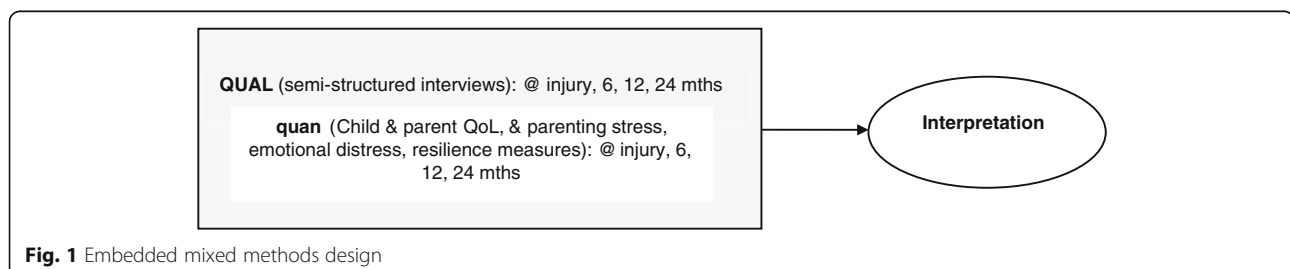 QUAL (semi-structured interviews): @ injury, 6, 12, 24 mths
quan (Child & parent QoL, & parenting stress,
emotional distress, resilience measures): @ injury, 6,
12, 24 mths
Interpretation
Fig. 1 Embedded mixed methods design